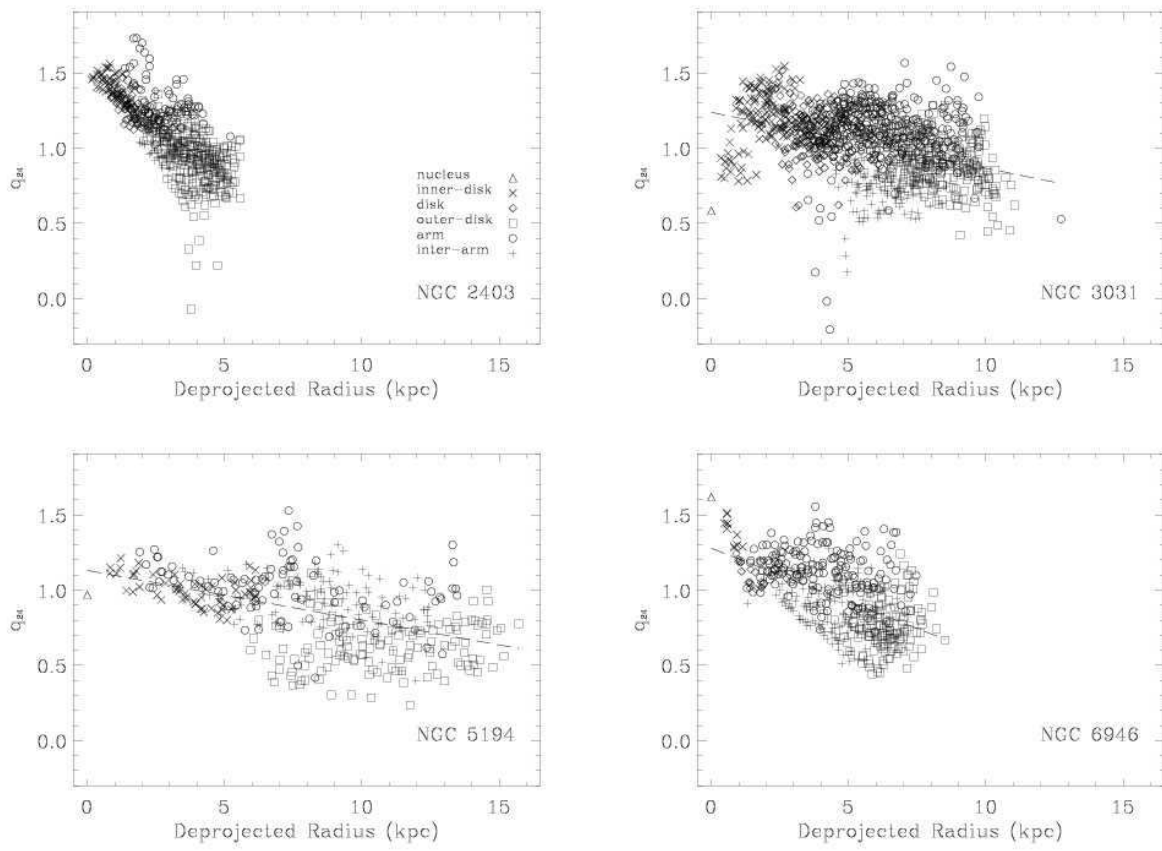 1.5
1.0
0.5
0.0
q24
nucleus
inner-disk
disk
outer-disk
arm
inter-arm
NGC 2403
0 5 10 15
Deprojected Radius (kpc)
1.5
1.0
0.5
0.0
q24
NGC 3031
0 5 10 15
Deprojected Radius (kpc)
1.5
1.0
0.5
0.0
q24
NGC 5194
0 5 10 15
Deprojected Radius (kpc)
1.5
1.0
0.5
0.0
q24
NGC 6946
0 5 10 15
Deprojected Radius (kpc)